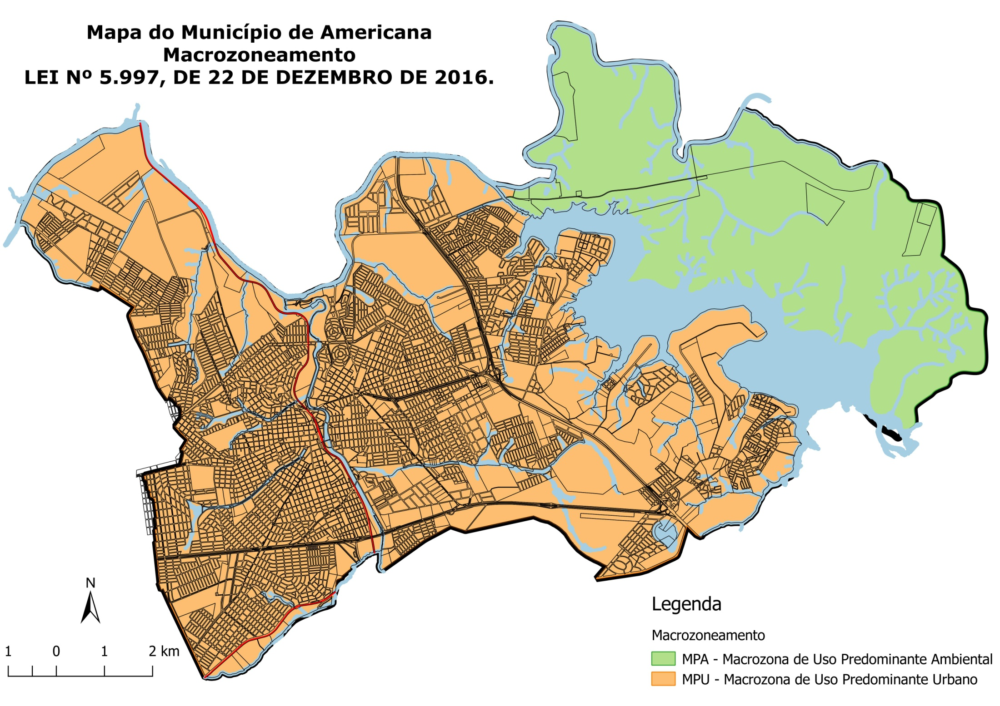 Mapa do Município de Americana
Macrozoneamento
LEI Nº 5.997, DE 22 DE DEZEMBRO DE 2016.
N
1 0 1 2 km
Legenda
Macrozoneamento
MPA - Macrozona de Uso Predominante Ambiental
MPU - Macrozona de Uso Predominante Urbano